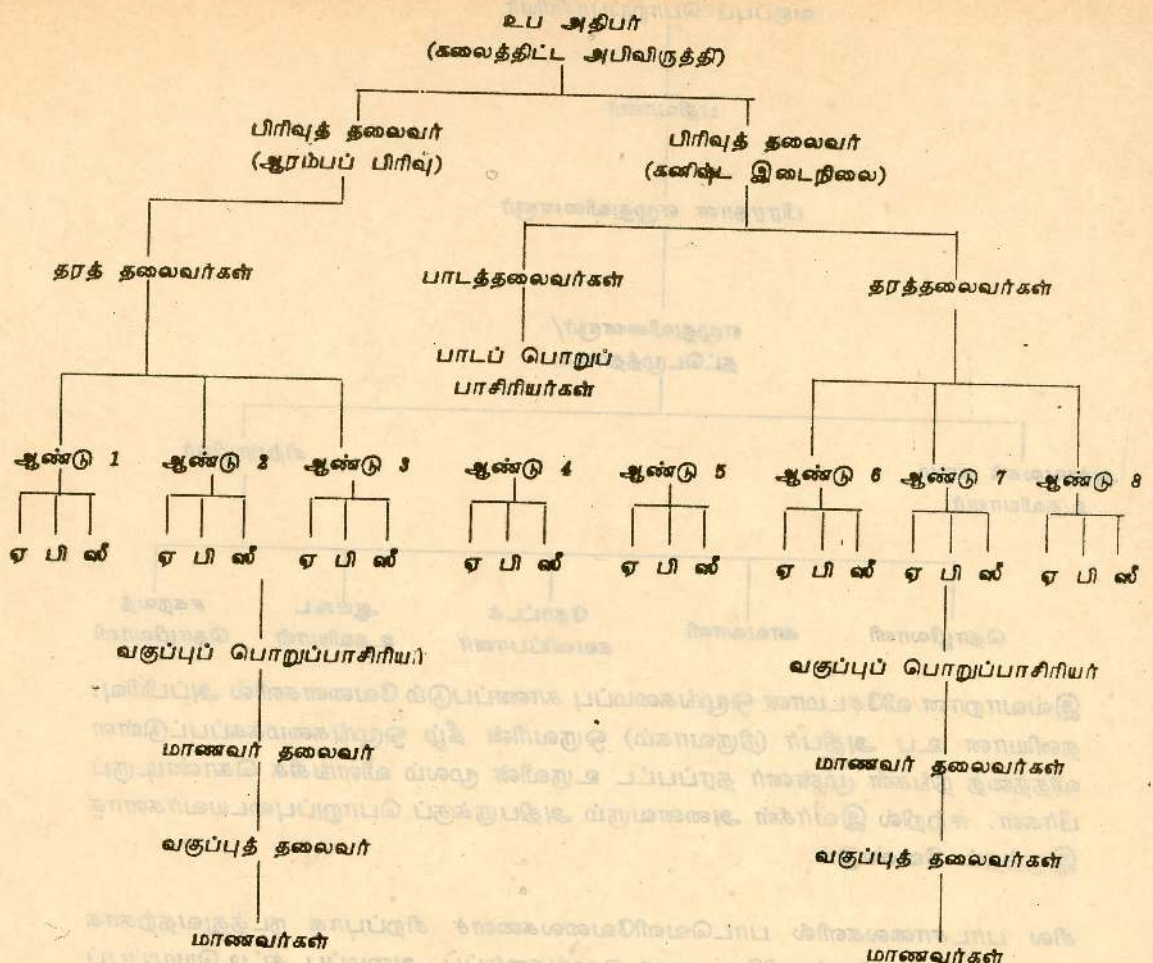 உப அதிபர்
(கலைத்திட்ட அபிவிருத்தி)
பிரிவுத் தலைவர்
(ஆரம்பப் பிரிவு)
பிரிவுத் தலைவர்
(கனிஷ்ட இடைநிலை)
தரத் தலைவர்கள்
பாடத்தலைவர்கள்
தரத்தலைவர்கள்
பாடப் பொறுப்
பாசிரியர்கள்
ஆண்டு 1 ஆண்டு 2 ஆண்டு 3 ஆண்டு 4 ஆண்டு 5 ஆண்டு 6 ஆண்டு 7 ஆண்டு 8
ஏ பி ஸீ ஏ பி ஸீ ஏ பி ஸீ ஏ பி ஸீ ஏ பி ஸீ ஏ பி ஸீ ஏ பி ஸீ ஏ பி ஸீ
வகுப்புப் பொறுப்பாசிரியர்
வகுப்புப் பொறுப்பாசிரியர்
மாணவர் தலைவர்
மாணவர் தலைவர்கள்
வகுப்புத் தலைவர்
வகுப்புத் தலைவர்கள்
மாணவர்கள்
மாணவர்கள்